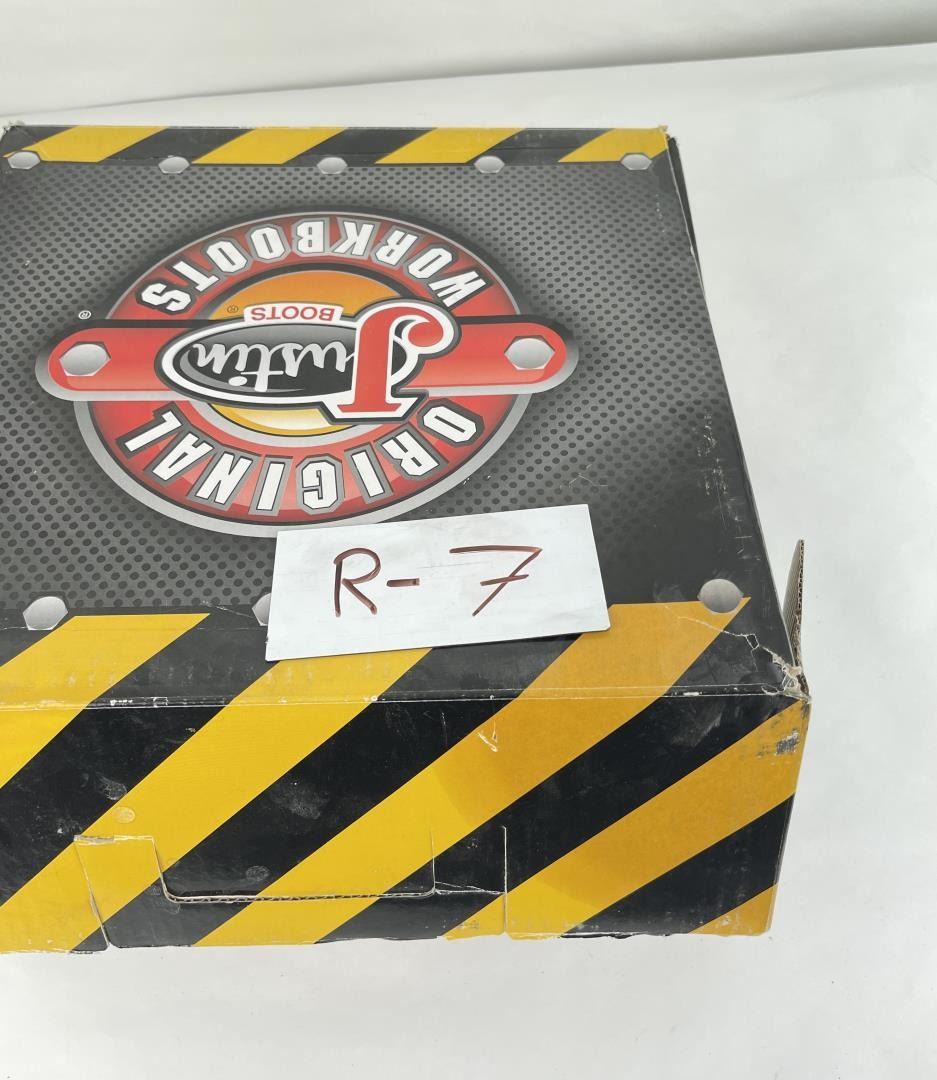 ORIGINAL
Justin
BOOTS®
WORKBOOTS
®
R-7